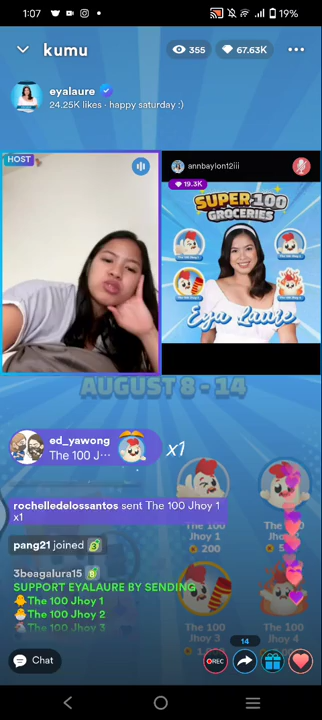 1:07
19%
kumu
355
67.63K
eyalaure
24.25K likes · happy saturday :)
HOST
annbaylon12iii
19.3K
SUPER 100
GROCERIES
Eya Laure
AUGUST 8 - 14
ed_yawong
The 100 J...
x1
rochelledelossantos sent The 100 Jhoy 1
x1
The 100
Jhoy 1
200
pang21 joined 3
3beagalura15 8
SUPPORT EYALAURE BY SENDING
The 100 Jhoy 1
The 100 Jhoy 2
The 100 Jhoy 3
The 100
Jhoy 3
Jhoy 4
14
Chat
REC